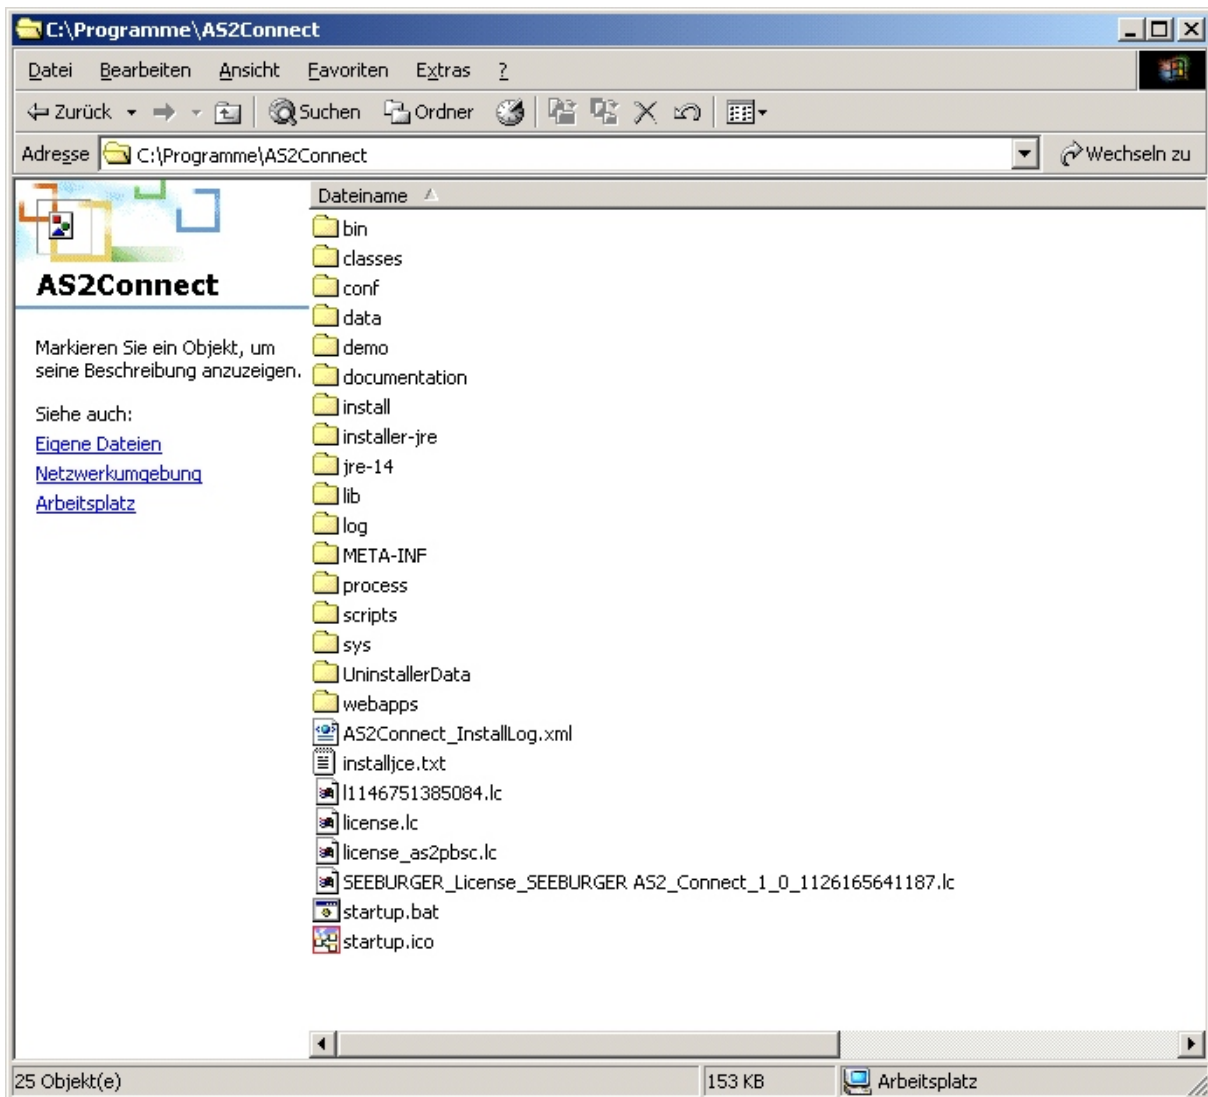 C:\Programme\AS2Connect
Datei Bearbeiten Ansicht Favoriten Extras ?
Zurück Suchen Ordner
Adresse C:\Programme\AS2Connect Wechseln zu
AS2Connect
Markieren Sie ein Objekt, um
seine Beschreibung anzuzeigen.
Siehe auch:
Eigene Dateien
Netzwerkumgebung
Arbeitsplatz
Dateiname
bin
classes
conf
data
demo
documentation
install
installer-jre
jre-14
lib
log
META-INF
process
scripts
sys
UninstallerData
webapps
AS2Connect_InstallLog.xml
installjce.txt
l1146751385084.lc
license.lc
license_as2pbsc.lc
SEEBURGER_License_SEEBURGER AS2_Connect_1_0_1126165641187.lc
startup.bat
startup.ico
25 Objekt(e) 153 KB Arbeitsplatz